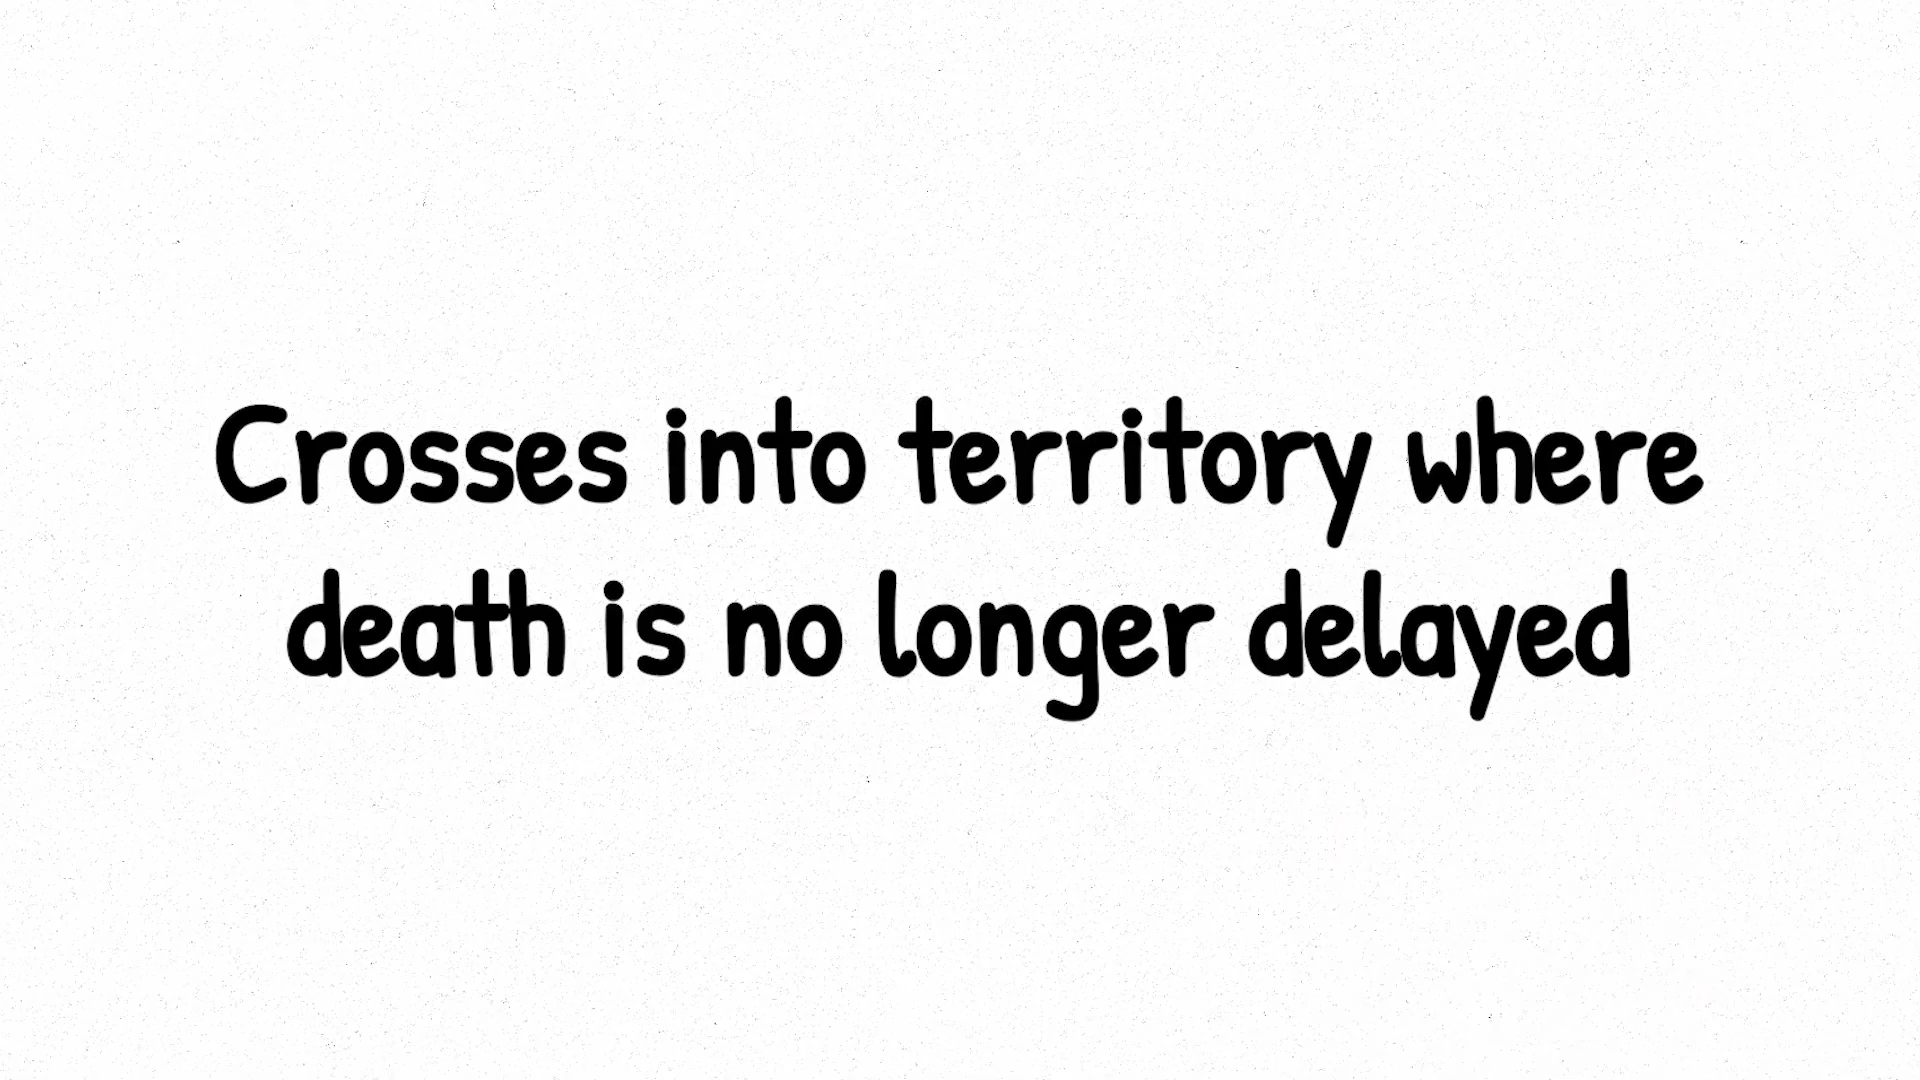 Crosses into territory where
death is no longer delayed